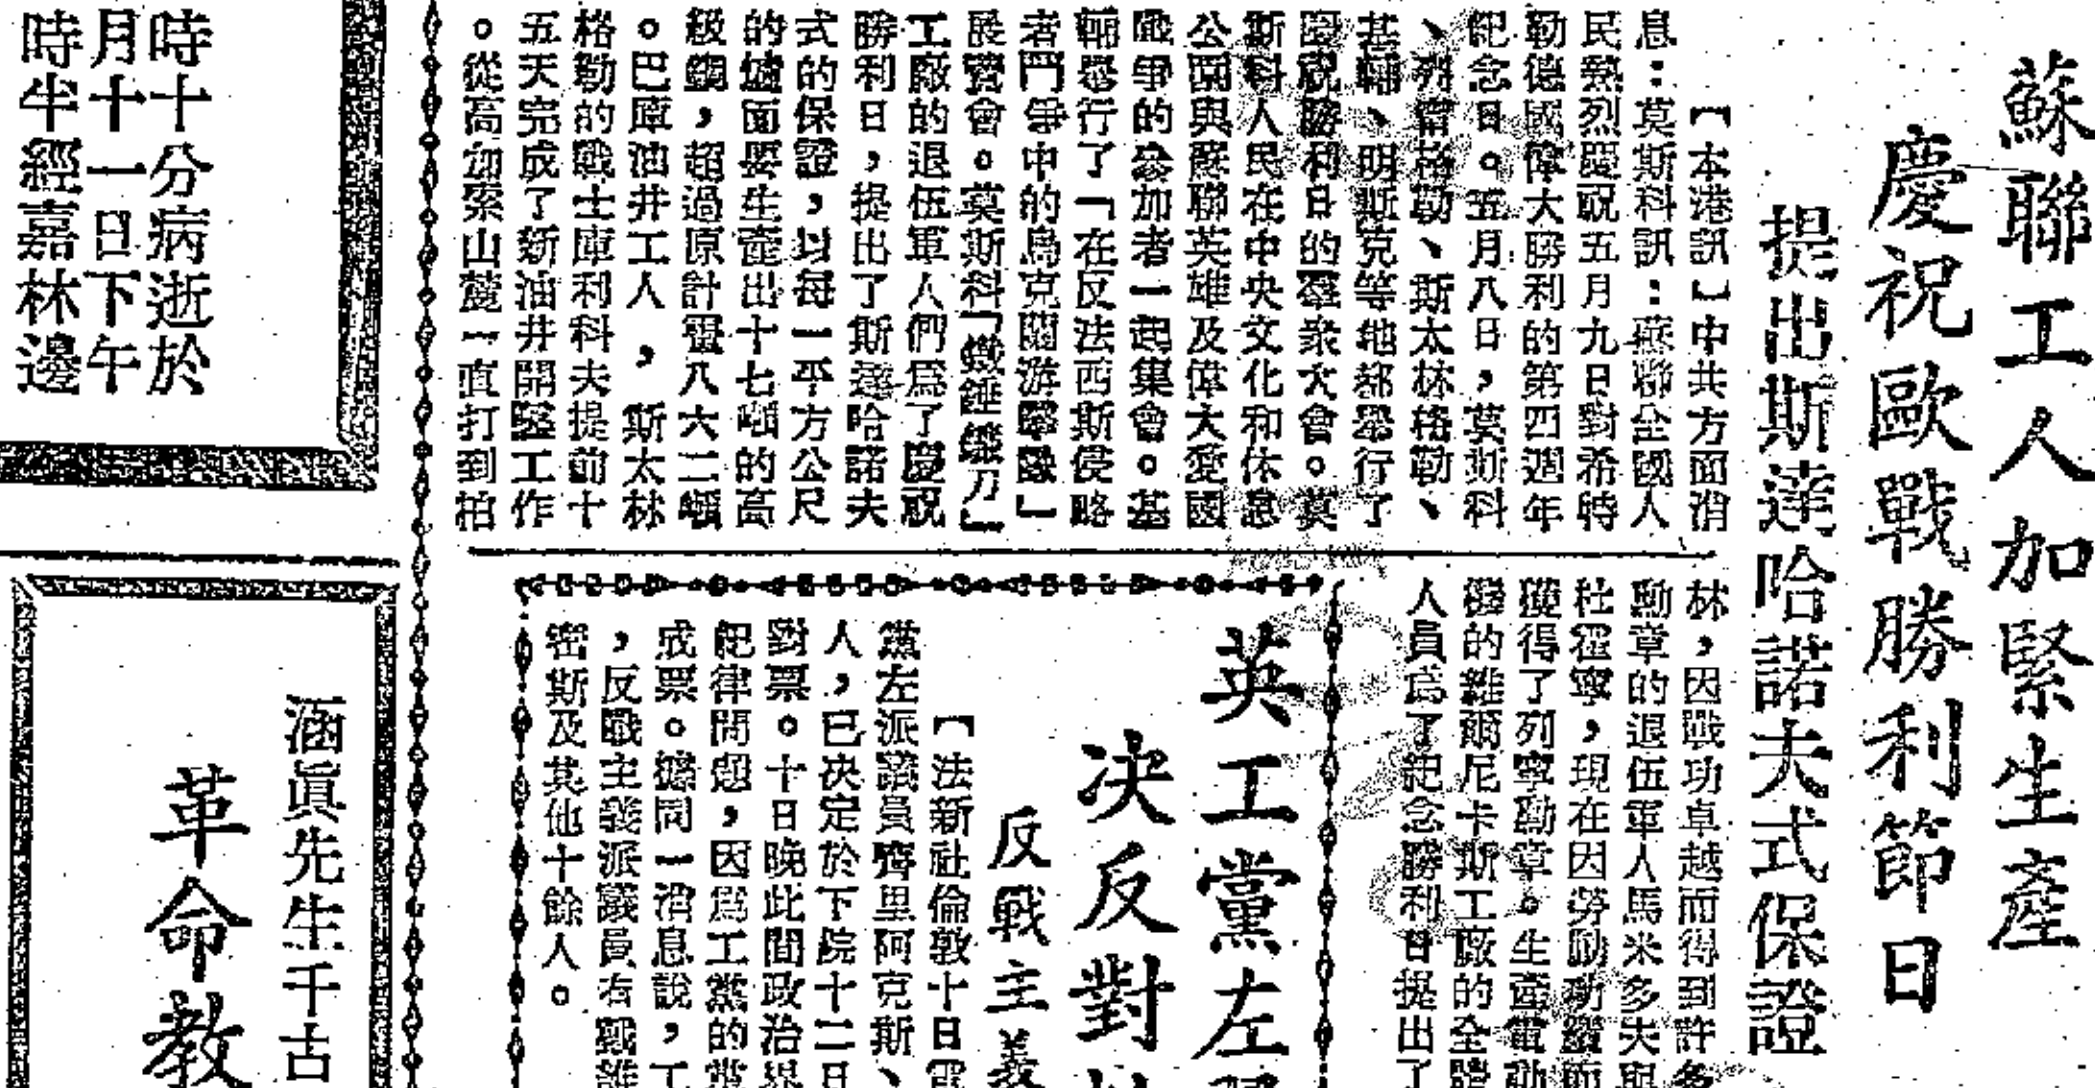 蘇聯工人加緊生產
慶祝歐戰勝利節日
提出斯達哈諾夫式保證
【本港訊】中共方面消
息：莫斯科訊：蘇聯全國人
民熱烈慶祝五月九日對希特
勒德國偉大勝利的第四週年
紀念日。五月八日，莫斯科
、列寧格勒、斯太林格勒、
基輔、明斯克等地都舉行了
慶祝勝利日的羣衆大會。莫
斯科人民在中央文化和休息
公園與蘇聯英雄及偉大愛國
戰爭的參加者一起集會。基
輔舉行了「在反法西斯侵略
者鬥爭中的烏克蘭游擊隊」
展覽會。莫斯科「鐵錘鐮刀」
工廠的退伍軍人們爲了慶祝
勝利日，提出了斯達哈諾夫
式的保證，以每一平方公尺
的爐面要生產出十七噸的高
級鋼，超過原計畫八大二噸
。巴庫油井工人，斯太林
格勒的戰士庫利科夫提前十
五天完成了新油井開鑿工作
。從高加索山麓一直打到柏
林，因戰功卓越而得到許多
勳章的退伍軍人馬米多夫與
杜霍寧，現在因勞動功績而
獲得了列寧勳章。生產電動
的維爾尼卡斯工廠的全體
人員爲了紀念勝利日提出了
英工黨左
決反對
反戰主義
【法新社倫敦十日電
黨左派議員齊里阿克斯、
人，已決定於下院十二日
對票。十日晚此間政治界
紀律問題，因爲工黨的黨
成票。據同一消息說，工
，反戰主義派議員有戴維
密斯及其他十餘人。
時十分病逝於
月十一日下午
時半經嘉林邊
涵眞先生千古
革命教